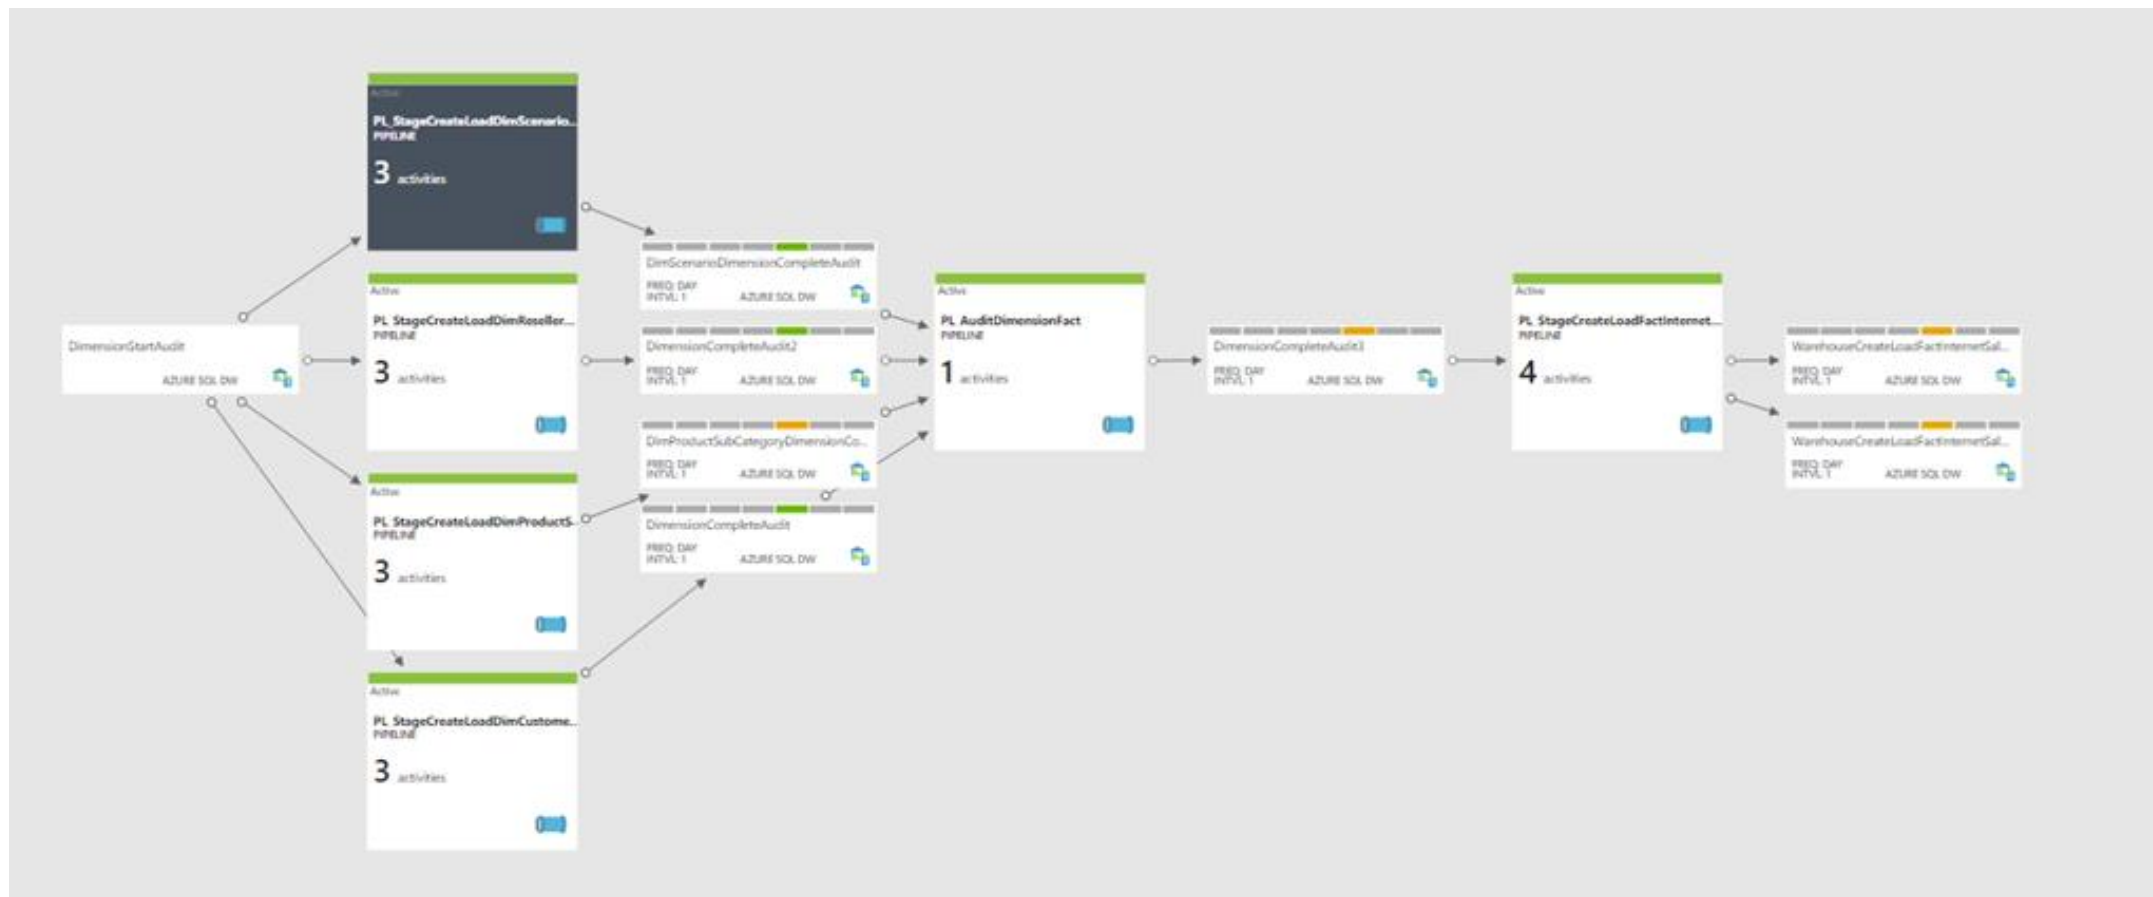 Active
PL_StageCreateLoadDimScenario...
PIPELINE
3 activities
DimensionStartAudit
AZURE SQL DW
Active
PL_StageCreateLoadDimReseller...
PIPELINE
3 activities
Active
PL_StageCreateLoadDimProductS...
PIPELINE
3 activities
Active
PL_StageCreateLoadDimCustome...
PIPELINE
3 activities
DimScenarioDimensionCompleteAudit
FREQ: DAY
INTVL: 1
AZURE SQL DW
DimensionCompleteAudit2
FREQ: DAY
INTVL: 1
AZURE SQL DW
DimProductSubCategoryDimensionCo...
FREQ: DAY
INTVL: 1
AZURE SQL DW
DimensionCompleteAudit
FREQ: DAY
INTVL: 1
AZURE SQL DW
Active
PL_AuditDimensionFact
PIPELINE
1 activities
DimensionCompleteAudit3
FREQ: DAY
INTVL: 1
AZURE SQL DW
Active
PL_StageCreateLoadFactInternet...
PIPELINE
4 activities
WarehouseCreateLoadFactInternetSal...
FREQ: DAY
INTVL: 1
AZURE SQL DW
WarehouseCreateLoadFactInternetSal...
FREQ: DAY
INTVL: 1
AZURE SQL DW